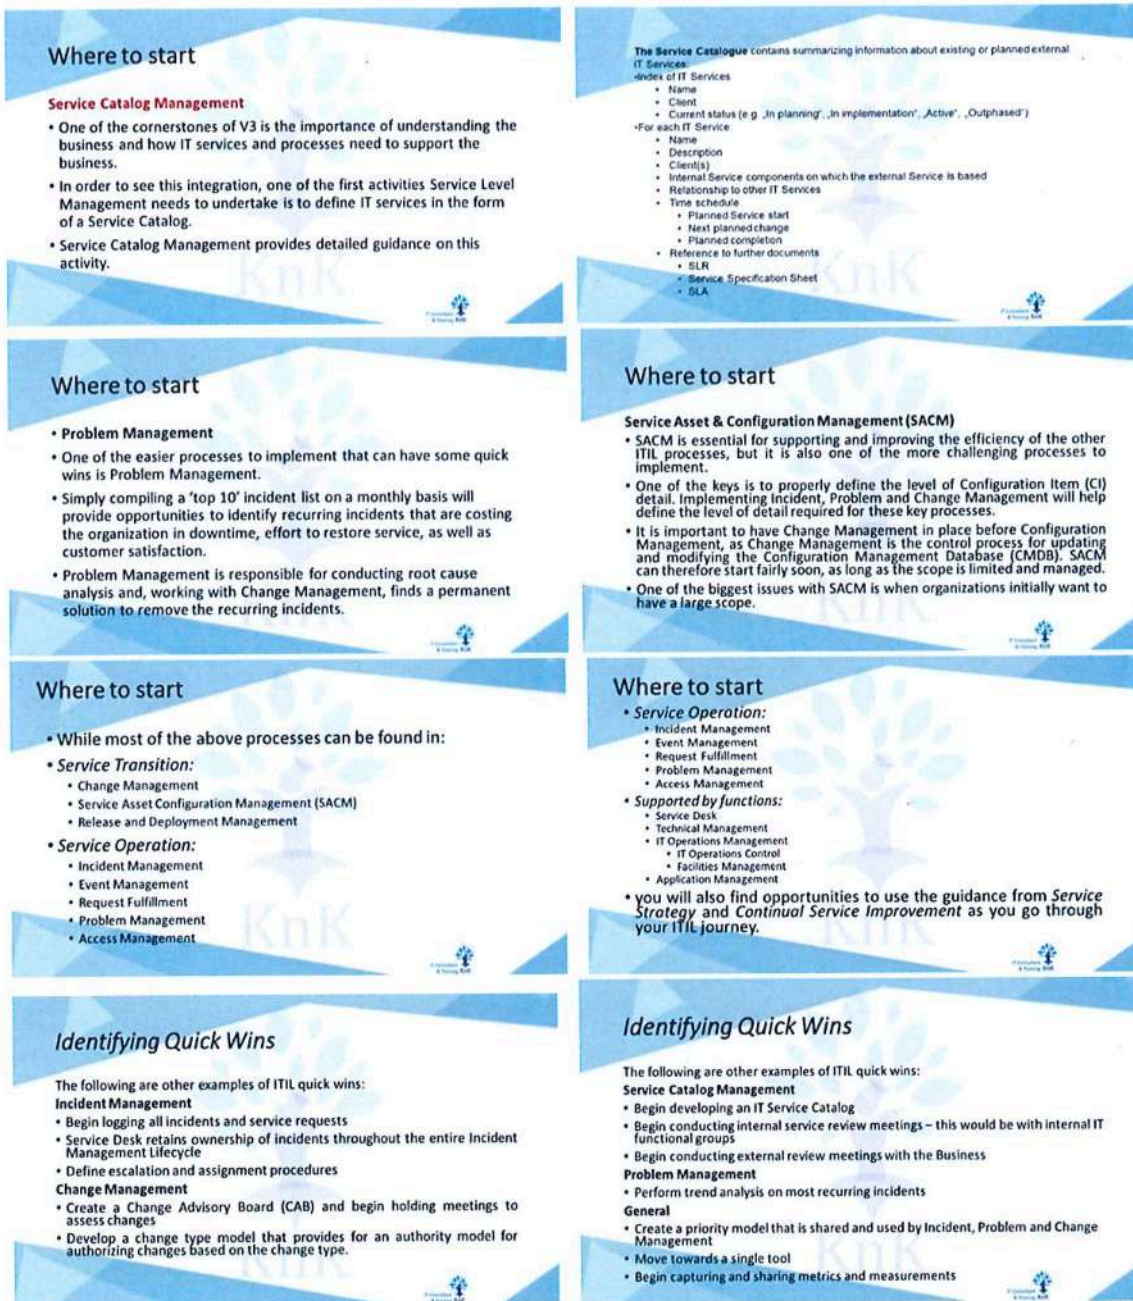 Where to start
Service Catalog Management
• One of the cornerstones of V3 is the importance of understanding the
business and how IT services and processes need to support the
business.
• In order to see this integration, one of the first activities Service Level
Management needs to undertake is to define IT services in the form
of a Service Catalog.
• Service Catalog Management provides detailed guidance on this
activity.
KnK
The Service Catalogue contains summarizing information about existing or planned external
IT Services:
•Index of IT Services
• Name
• Client
• Current status (e.g. „In planning", „In implementation", „Active", „Outphased")
•For each IT Service
• Name
• Description
• Client(s)
• Internal Service components on which the external Service is based
• Relationship to other IT Services
• Time schedule
• Planned Service start
• Next planned change
• Planned completion
• Reference to further documents
• SLR
• Service Specification Sheet
• SLA
KnK
Where to start
• Problem Management
• One of the easier processes to implement that can have some quick
wins is Problem Management.
• Simply compiling a 'top 10' incident list on a monthly basis will
provide opportunities to identify recurring incidents that are costing
the organization in downtime, effort to restore service, as well as
customer satisfaction.
• Problem Management is responsible for conducting root cause
analysis and, working with Change Management, finds a permanent
solution to remove the recurring incidents.
KnK
Where to start
Service Asset & Configuration Management (SACM)
• SACM is essential for supporting and improving the efficiency of the other
ITIL processes, but it is also one of the more challenging processes to
implement.
• One of the keys is to properly define the level of Configuration Item (CI)
detail. Implementing Incident, Problem and Change Management will help
define the level of detail required for these key processes.
• It is important to have Change Management in place before Configuration
Management, as Change Management is the control process for updating
and modifying the Configuration Management Database (CMDB). SACM
can therefore start fairly soon, as long as the scope is limited and managed.
• One of the biggest issues with SACM is when organizations initially want to
have a large scope.
KnK
Where to start
• While most of the above processes can be found in:
• Service Transition:
• Change Management
• Service Asset Configuration Management (SACM)
• Release and Deployment Management
• Service Operation:
• Incident Management
• Event Management
• Request Fulfillment
• Problem Management
• Access Management
KnK
Where to start
• Service Operation:
• Incident Management
• Event Management
• Request Fulfillment
• Problem Management
• Access Management
• Supported by functions:
• Service Desk
• Technical Management
• IT Operations Management
• IT Operations Control
• Facilities Management
• Application Management
• you will also find opportunities to use the guidance from Service
Strategy and Continual Service Improvement as you go through
your ITIL journey.
KnK
Identifying Quick Wins
The following are other examples of ITIL quick wins:
Incident Management
• Begin logging all incidents and service requests
• Service Desk retains ownership of incidents throughout the entire Incident
Management Lifecycle
• Define escalation and assignment procedures
Change Management
• Create a Change Advisory Board (CAB) and begin holding meetings to
assess changes
• Develop a change type model that provides for an authority model for
authorizing changes based on the change type.
KnK
Identifying Quick Wins
The following are other examples of ITIL quick wins:
Service Catalog Management
• Begin developing an IT Service Catalog
• Begin conducting internal service review meetings – this would be with internal IT
functional groups
• Begin conducting external review meetings with the Business
Problem Management
• Perform trend analysis on most recurring incidents
General
• Create a priority model that is shared and used by Incident, Problem and Change
Management
• Move towards a single tool
• Begin capturing and sharing metrics and measurements
KnK